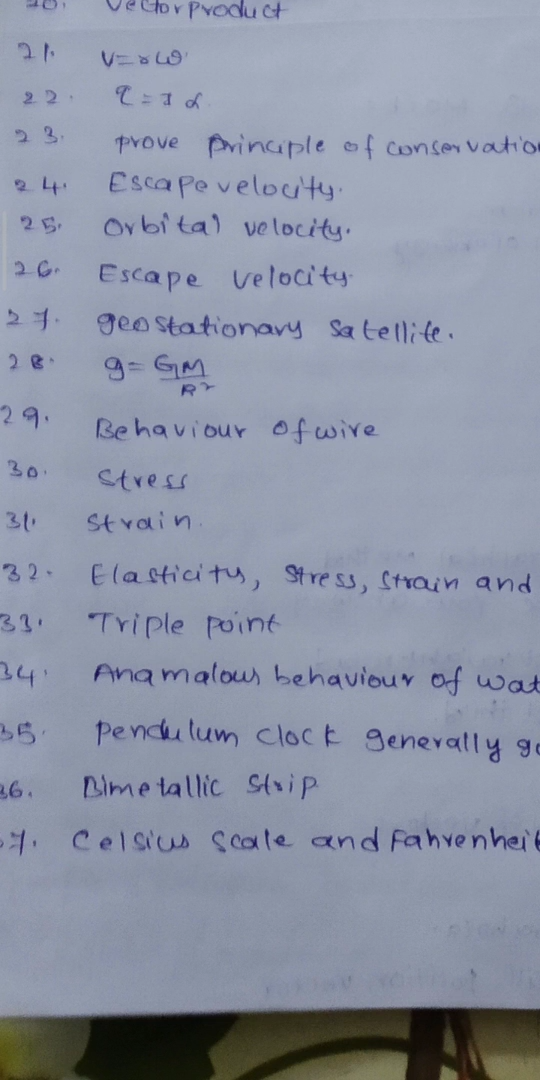 20. Vector product
21. V=rω
22. τ=Iα
23. prove principle of conservatio
24. Escape velocity.
25. Orbital velocity.
26. Escape velocity.
27. geostationary satellite.
28. g=GM/R²
29. Behaviour of wire
30. Stress
31. Strain.
32. Elasticity, stress, strain and
33. Triple point
34. Anamalous behaviour of wat
35. pendulum clock generally go
36. Bimetallic strip
37. Celsius scale and Fahrenheit